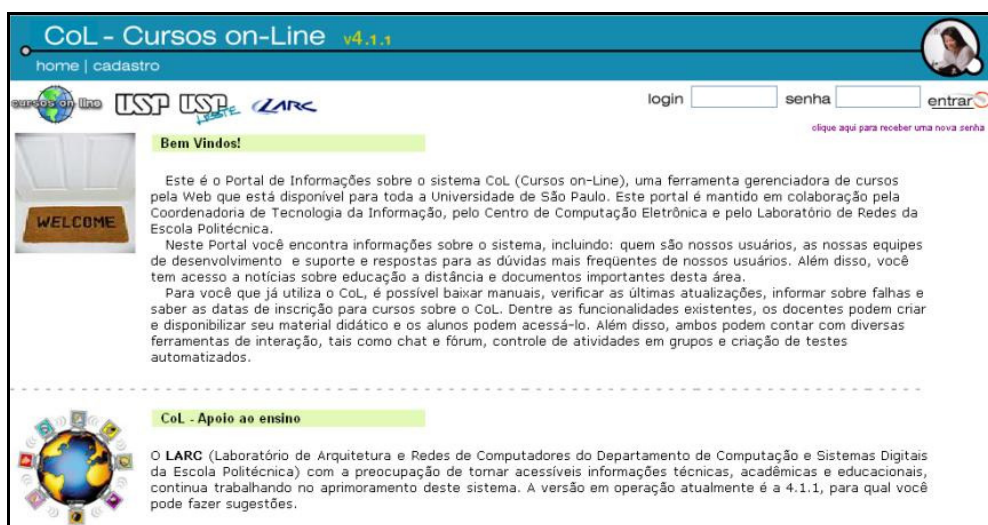 CoL - Cursos on-Line v4.1.1
home | cadastro
cursos on line USP USP LESTE LARC login senha entrar
clique aqui para receber uma nova senha
WELCOME
Bem Vindos!
Este é o Portal de Informações sobre o sistema CoL (Cursos on-Line), uma ferramenta gerenciadora de cursos
pela Web que está disponível para toda a Universidade de São Paulo. Este portal é mantido em colaboração pela
Coordenadoria de Tecnologia da Informação, pelo Centro de Computação Eletrônica e pelo Laboratório de Redes da
Escola Politécnica.
Neste Portal você encontra informações sobre o sistema, incluindo: quem são nossos usuários, as nossas equipes
de desenvolvimento e suporte e respostas para as dúvidas mais freqüentes de nossos usuários. Além disso, você
tem acesso a notícias sobre educação a distância e documentos importantes desta área.
Para você que já utiliza o CoL, é possível baixar manuais, verificar as últimas atualizações, informar sobre falhas e
saber as datas de inscrição para cursos sobre o CoL. Dentre as funcionalidades existentes, os docentes podem criar
e disponibilizar seu material didático e os alunos podem acessá-lo. Além disso, ambos podem contar com diversas
ferramentas de interação, tais como chat e fórum, controle de atividades em grupos e criação de testes
automatizados.
CoL - Apoio ao ensino
O LARC (Laboratório de Arquitetura e Redes de Computadores do Departamento de Computação e Sistemas Digitais
da Escola Politécnica) com a preocupação de tornar acessíveis informações técnicas, acadêmicas e educacionais,
continua trabalhando no aprimoramento deste sistema. A versão em operação atualmente é a 4.1.1, para qual você
pode fazer sugestões.